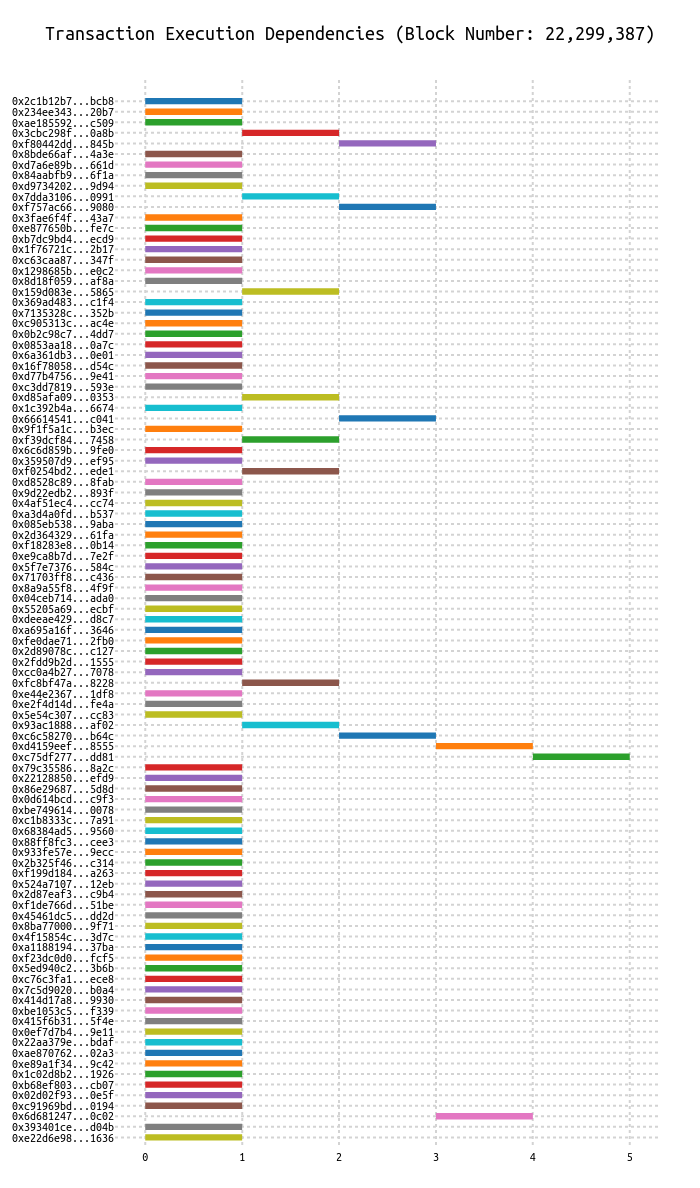 Transaction Execution Dependencies (Block Number: 22,299,387)
0x2c1b12b7...bcb8
0x234ee343...20b7
0xae185592...c509
0x3cbc298f...0a8b
0xf80442dd...845b
0x8bde66af...4a3e
0xd7a6e89b...661d
0x84aabfb9...6f1a
0xd9734202...9d94
0x7dda3106...0991
0xf757ac66...9080
0x3fae6f4f...43a7
0xe877650b...fe7c
0xb7dc9bd4...ecd9
0x1f76721c...2b17
0xc63caa87...347f
0x1298685b...e0c2
0x8d18f059...af8a
0x159d083e...5865
0x369ad483...c1f4
0x7135328c...352b
0xc905313c...ac4e
0x0b2c98c7...4dd7
0x0853aa18...0a7c
0x6a361db3...0e01
0x16f78058...d54c
0xd77b4756...9e41
0xc3dd7819...593e
0xd85afa09...0353
0x1c392b4a...6674
0x66614541...c041
0x9f1f5a1c...b3ec
0xf39dcf84...7458
0x6c6d859b...9fe0
0x359507d9...ef95
0xf0254bd2...ede1
0xd8528c89...8fab
0x9d22edb2...893f
0x4af51ec4...cc74
0xa3d4a0fd...b537
0x085eb538...9aba
0x2d364329...61fa
0xf18283e8...0b14
0xe9ca8b7d...7e2f
0x5f7e7376...584c
0x71703ff8...c436
0x8a9a55f8...4f9f
0x04ceb714...ada0
0x55205a69...ecbf
0xdeeae429...d8c7
0xa695a16f...3646
0xfe0dae71...2fb0
0x2d89078c...c127
0x2fdd9b2d...1555
0xcc0a4b27...7078
0xfc8bf47a...8228
0xe44e2367...1df8
0xe2f4d14d...fe4a
0x5e54c307...cc83
0x93ac1888...af02
0xc6c58270...b64c
0xd4159eef...8555
0xc75df277...dd81
0x79c35586...8a2c
0x22128850...efd9
0x86e29687...5d8d
0x0d614bcd...c9f3
0xbe749614...0078
0xc1b8333c...7a91
0x68384ad5...9560
0x88ff8fc3...cee3
0x933fe57e...9ecc
0x2b325f46...c314
0xf199d184...a263
0x524a7107...12eb
0x2d87eaf3...c9b4
0xf1de766d...51be
0x45461dc5...dd2d
0x8ba77000...9f71
0x4f15854c...3d7c
0xa1188194...37ba
0xf23dc0d0...fcf5
0x5ed940c2...3b6b
0xc76c3fa1...ece8
0x7c5d9020...b0a4
0x414d17a8...9930
0xbe1053c5...f339
0x415f6b31...5f4e
0x0ef7d7b4...9e11
0x22aa379e...bdaf
0xae870762...02a3
0xe89a1f34...9c42
0x1c02d8b2...1926
0xb68ef803...cb07
0x02d02f93...0e5f
0xc91969bd...0194
0x6d681247...0c02
0x393401ce...d04b
0xe22d6e98...1636
0 1 2 3 4 5